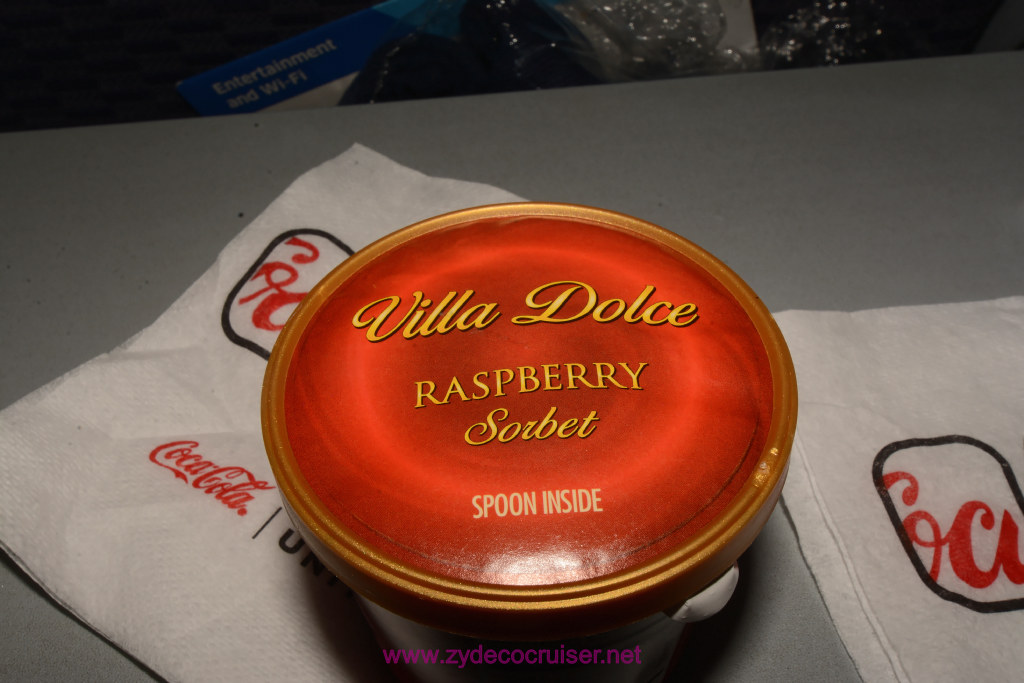 Entertainment
and Wi-Fi
Villa Dolce
RASPBERRY
Sorbet
SPOON INSIDE
Coca-Cola
www.zydecocruiser.net